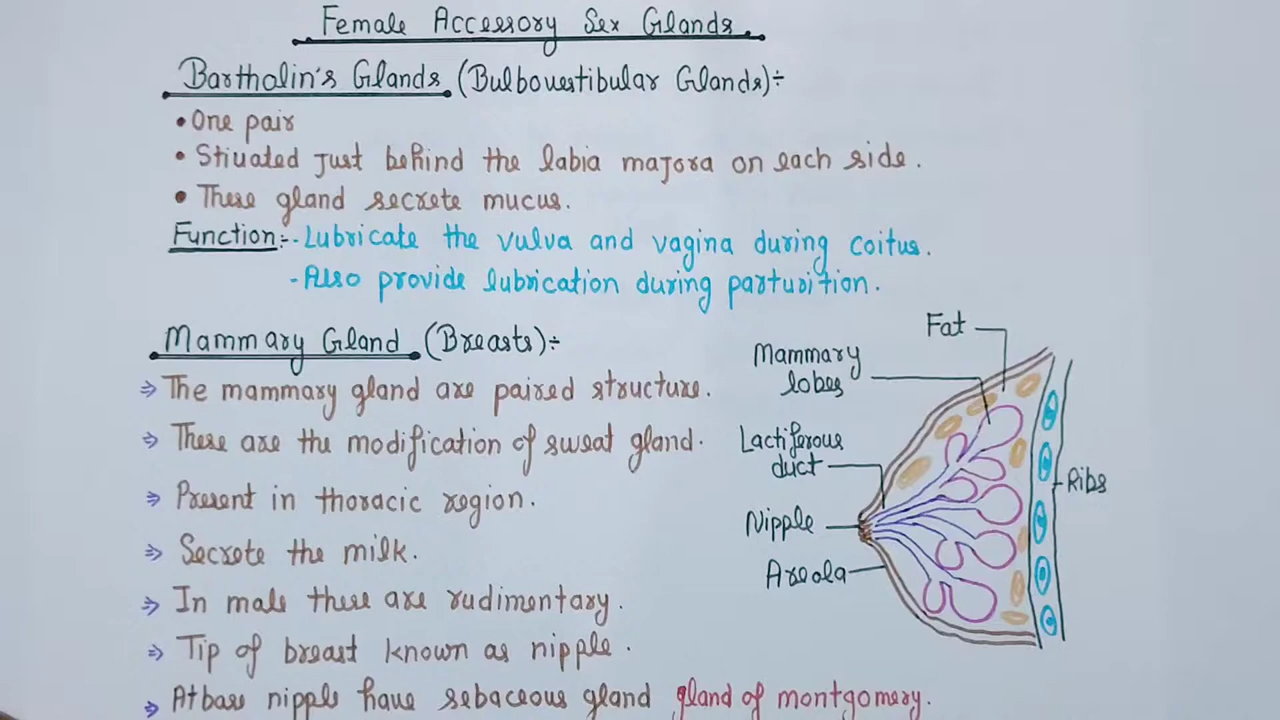 Female Accessory Sex Glands
Bartholin's Glands (Bulbovestibular Glands)÷
• One pair
• Stiuated just behind the labia majora on each side.
• These gland secrete mucus.
Function:- - Lubricate the vulva and vagina during coitus.
- Also provide lubrication during parturition.
Mammary Gland (Breasts)÷
⇒ The mammary gland are paired structure.
⇒ These are the modification of sweat gland.
⇒ Present in thoracic region.
⇒ Secrete the milk.
⇒ In male these are rudimentary.
⇒ Tip of breast known as nipple.
⇒ At base nipple have sebaceous gland gland of montgomery.
Fat
Mammary
lobes
Lactiferous
duct
Nipple
Areola
Ribs